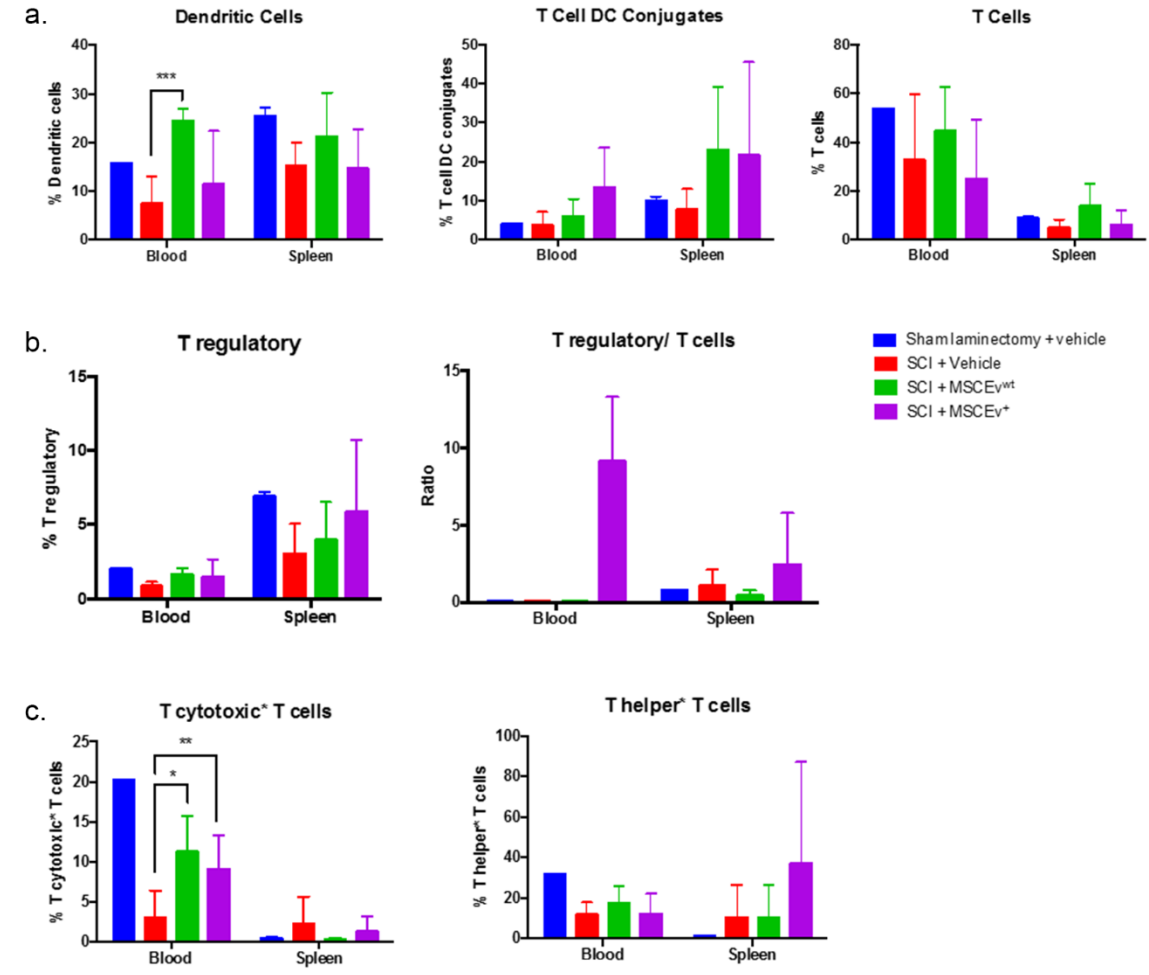 a.
Dendritic Cells
% Dendritic cells
40
30
20
10
0
***
Blood
Spleen
T Cell DC Conjugates
% T cell DC conjugates
50
40
30
20
10
0
Blood
Spleen
T Cells
% T cells
80
60
40
20
0
Blood
Spleen
b.
T regulatory
% T regulatory
15
10
5
0
Blood
Spleen
T regulatory/ T cells
Ratio
15
10
5
0
Blood
Spleen
Sham laminectomy + vehicle
SCI + Vehicle
SCI + MSCEvʷᵗ
SCI + MSCEv⁺
c.
T cytotoxic* T cells
% T cytotoxic* T cells
25
20
15
10
5
0
**
*
Blood
Spleen
T helper* T cells
% T helper* T cells
100
80
60
40
20
0
Blood
Spleen